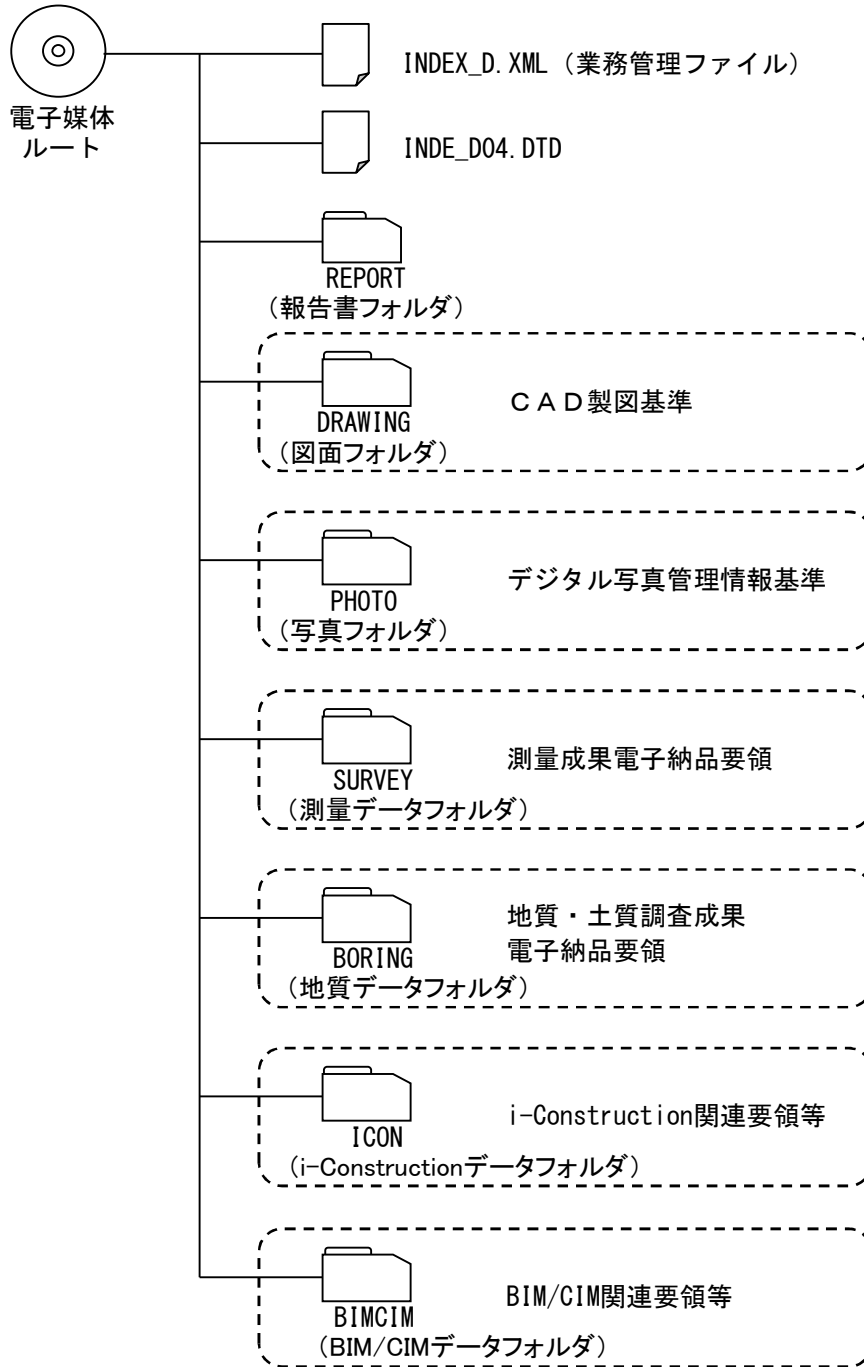 電子媒体
ルート
INDEX_D.XML（業務管理ファイル）
INDE_D04.DTD
REPORT
（報告書フォルダ）
DRAWING
（図面フォルダ）
ＣＡＤ製図基準
PHOTO
（写真フォルダ）
デジタル写真管理情報基準
SURVEY
（測量データフォルダ）
測量成果電子納品要領
BORING
（地質データフォルダ）
地質・土質調査成果
電子納品要領
ICON
（i-Constructionデータフォルダ）
i-Construction関連要領等
BIMCIM
（BIM/CIMデータフォルダ）
BIM/CIM関連要領等